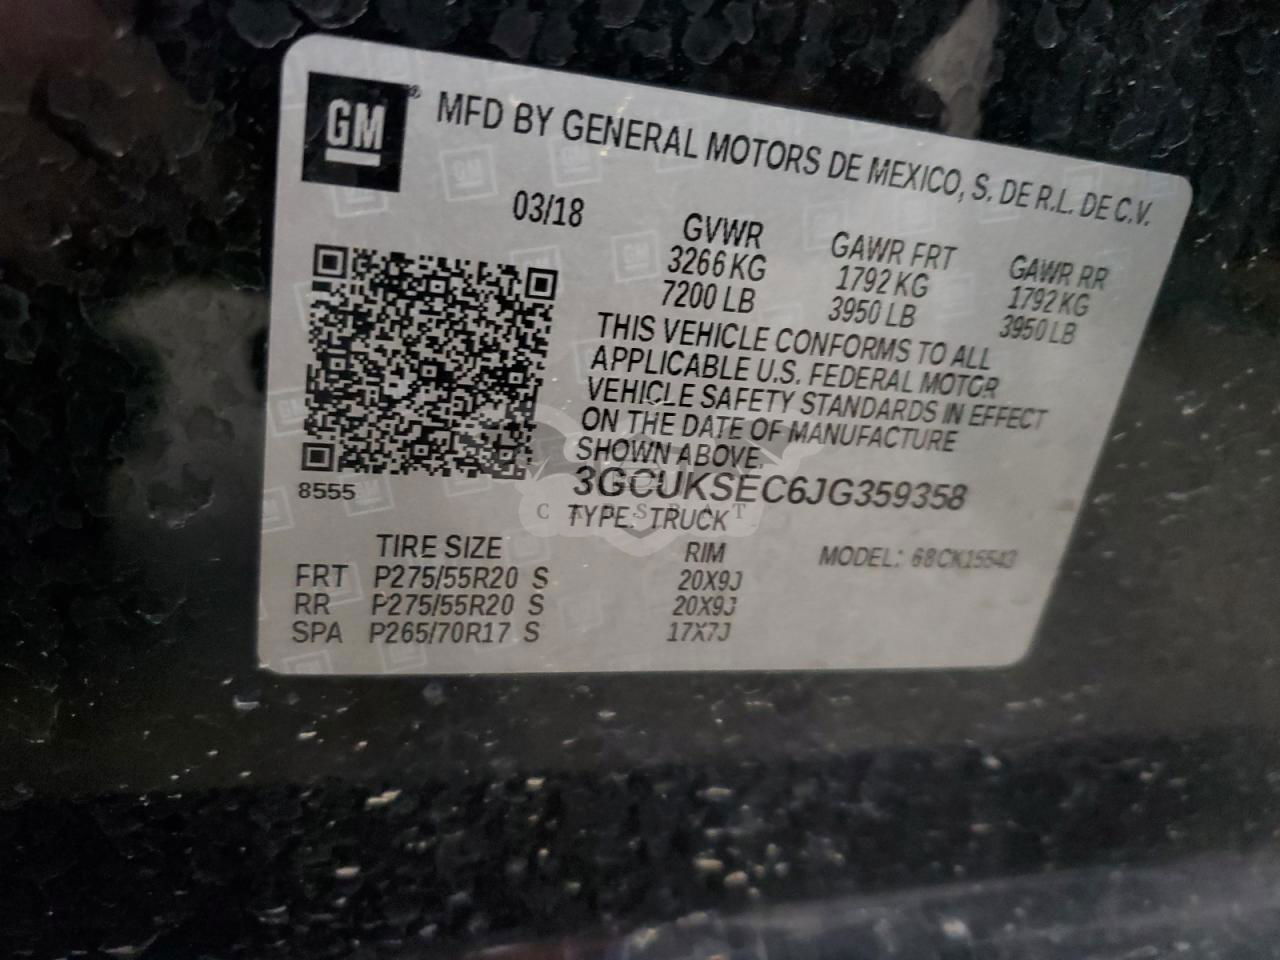 GM ® MFD BY GENERAL MOTORS DE MEXICO, S. DE R.L. DE C.V.
03/18
GVWR GAWR FRT GAWR RR
3266 KG 1792 KG 1792 KG
7200 LB 3950 LB 3950 LB
THIS VEHICLE CONFORMS TO ALL
APPLICABLE U.S. FEDERAL MOTOR
VEHICLE SAFETY STANDARDS IN EFFECT
ON THE DATE OF MANUFACTURE
SHOWN ABOVE.
3GCUKSEC6JG359358
8555
TYPE: TRUCK
TIRE SIZE RIM MODEL: 68CK15543
FRT P275/55R20 S 20X9J
RR P275/55R20 S 20X9J
SPA P265/70R17 S 17X7J